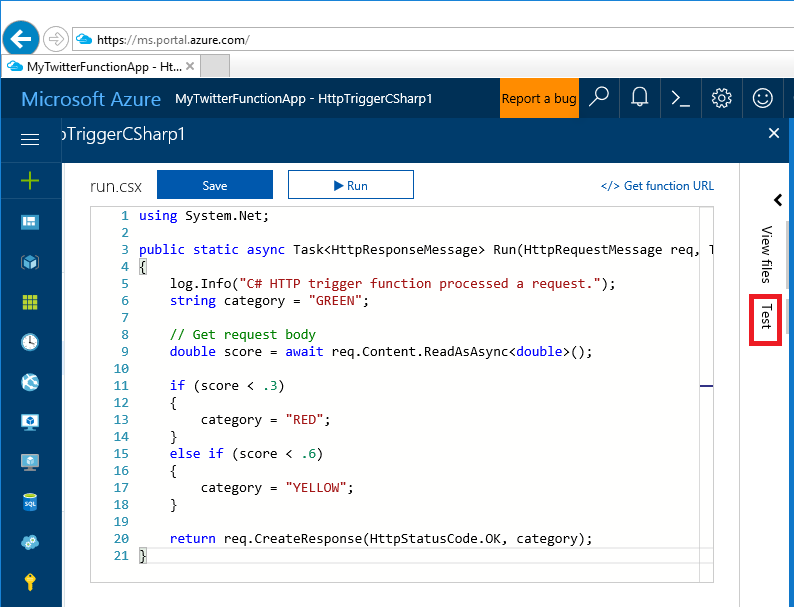 https://ms.portal.azure.com/
MyTwitterFunctionApp - Ht...
Microsoft Azure MyTwitterFunctionApp - HttpTriggerCSharp1 Report a bug
pTriggerCSharp1
run.csx Save Run </> Get function URL
1 using System.Net;
2
3 public static async Task<HttpResponseMessage> Run(HttpRequestMessage req, T
4 {
5 log.Info("C# HTTP trigger function processed a request.");
6 string category = "GREEN";
7
8 // Get request body
9 double score = await req.Content.ReadAsAsync<double>();
10
11 if (score < .3)
12 {
13 category = "RED";
14 }
15 else if (score < .6)
16 {
17 category = "YELLOW";
18 }
19
20 return req.CreateResponse(HttpStatusCode.OK, category);
21 }
View files
Test
SQL